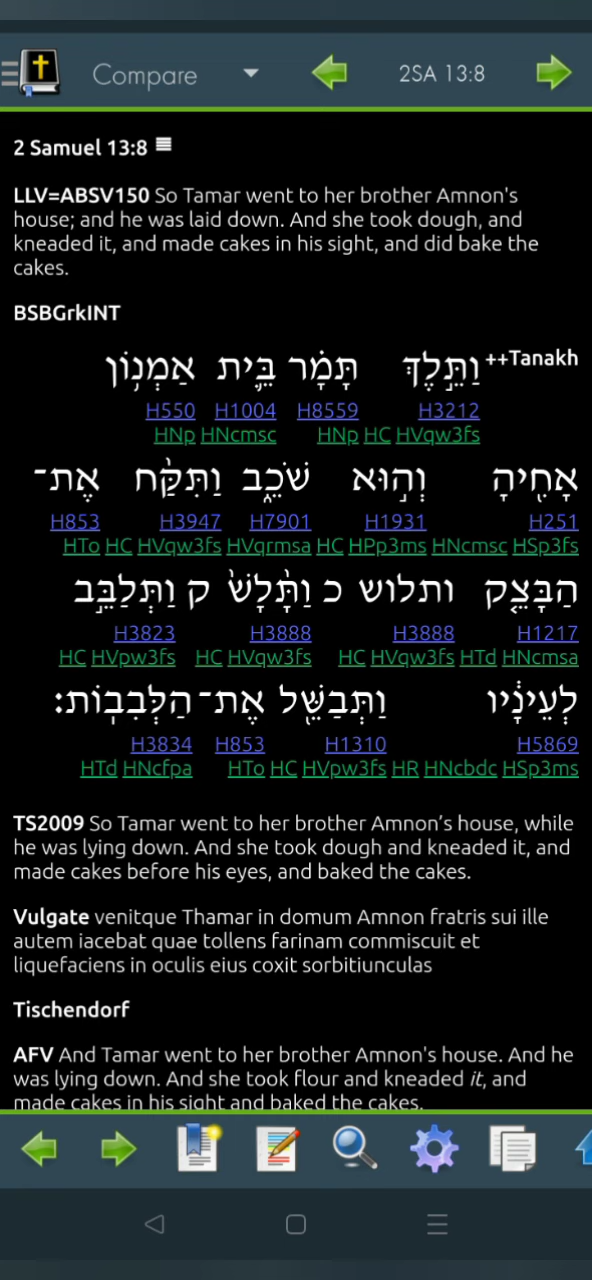 Compare
2SA 13:8
2 Samuel 13:8
LLV=ABSV150 So Tamar went to her brother Amnon's
house; and he was laid down. And she took dough, and
kneaded it, and made cakes in his sight, and did bake the
cakes.
BSBGrkINT
++Tanakh וַתֵּ֗לֶךְ תָּמָ֗ר בֵּ֛ית אַמְנ֥וֹן
H550 H1004 H8559 H3212
HNp HNcmsc HNp HC HVqw3fs
אָחִ֖יהָ וְה֣וּא שֹׁכֵ֑ב וַתִּקַּ֨ח אֶת־
H853 H3947 H7901 H1931 H251
HTo HC HVqw3fs HVqrmsa HC HPp3ms HNcmsc HSp3fs
הַבָּצֵ֤ק ותלוש כ וַתָּ֙לָשׁ֙ ק וַתְּלַבֵּ֣ב
H3823 H3888 H3888 H1217
HC HVpw3fs HC HVqw3fs HC HVqw3fs HTd HNcmsa
לְעֵינָ֔יו וַתְּבַשֵּׁ֖ל אֶת־הַלְּבִבֽוֹת׃
H3834 H853 H1310 H5869
HTd HNcfpa HTo HC HVpw3fs HR HNcbdc HSp3ms
TS2009 So Tamar went to her brother Amnon’s house, while
he was lying down. And she took dough and kneaded it, and
made cakes before his eyes, and baked the cakes.
Vulgate venitque Thamar in domum Amnon fratris sui ille
autem iacebat quae tollens farinam commiscuit et
liquefaciens in oculis eius coxit sorbitiunculas
Tischendorf
AFV And Tamar went to her brother Amnon's house. And he
was lying down. And she took flour and kneaded it, and
made cakes in his sight and baked the cakes.